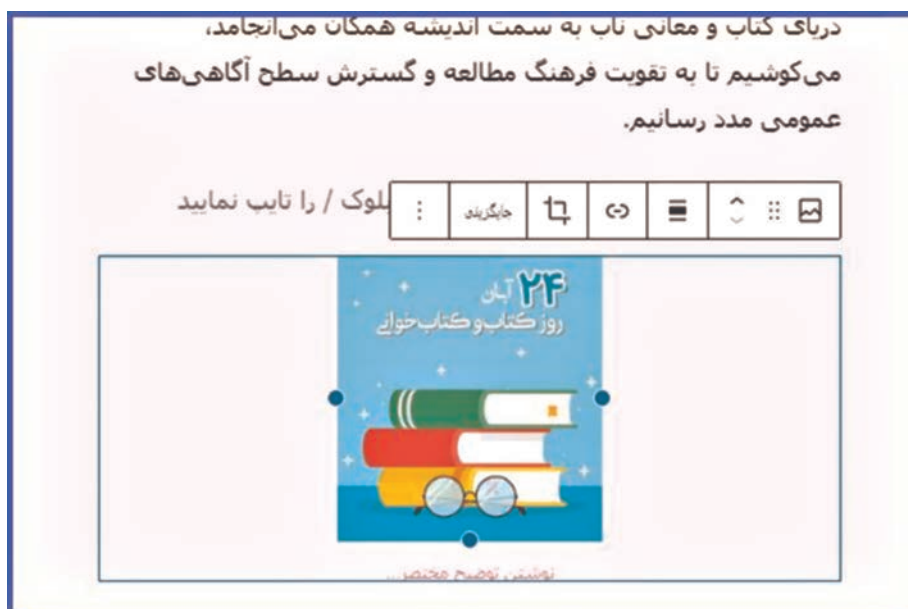 دریای کتاب و معانی ناب به سمت اندیشه همگان می‌انجامد،
می‌کوشیم تا به تقویت فرهنگ مطالعه و گسترش سطح آگاهی‌های
عمومی مدد رسانیم.
بلوک / را تایپ نمایید
جایگزینی
۲۴ آبان
روز کتاب و کتاب‌خوانی
نوشتن توضیح مختصر...